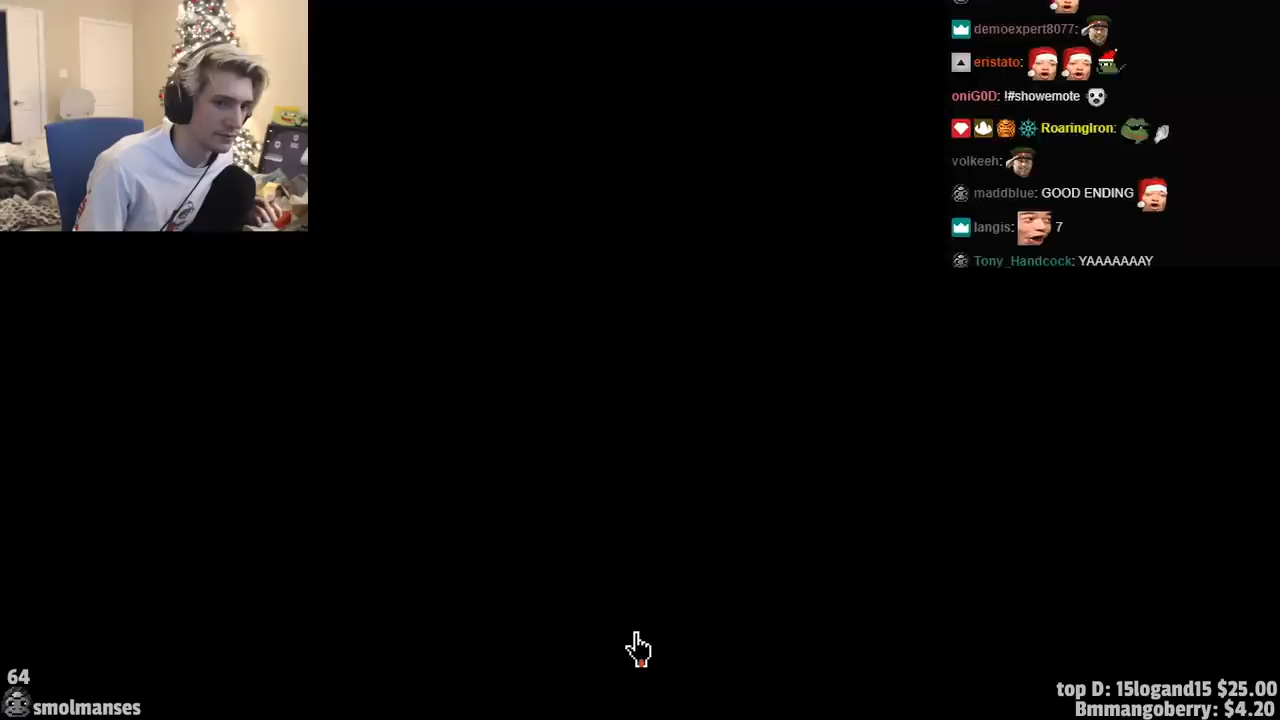 demoexpert8077:
eristato:
oniG0D: !#showemote
RoaringIron:
volkeeh:
maddblue: GOOD ENDING
langis: 7
Tony_Handcock: YAAAAAAAY
64
smolmanses
top D: 15logand15 $25.00
Bmmangoberry: $4.20